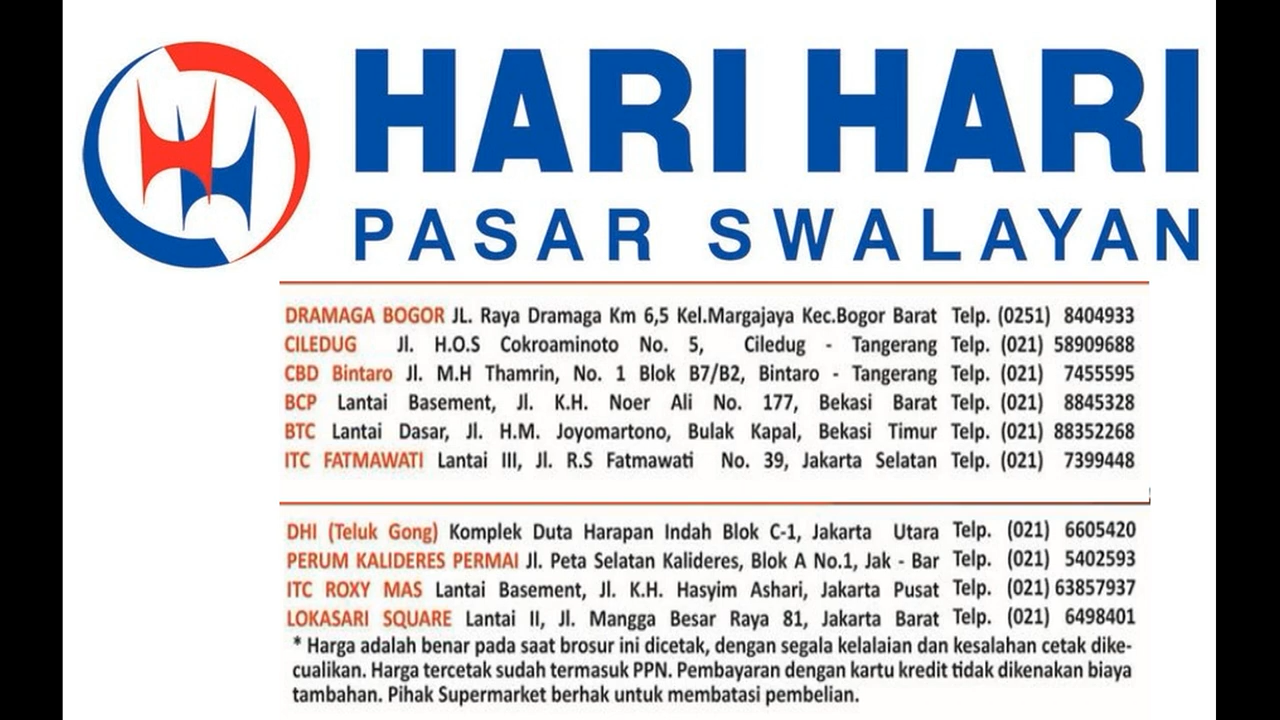 HARI HARI
PASAR SWALAYAN
DRAMAGA BOGOR JL. Raya Dramaga Km 6,5 Kel.Margajaya Kec.Bogor Barat Telp. (0251) 8404933
CILEDUG Jl. H.O.S Cokroaminoto No. 5, Ciledug - Tangerang Telp. (021) 58909688
CBD Bintaro Jl. M.H Thamrin, No. 1 Blok B7/B2, Bintaro - Tangerang Telp. (021) 7455595
BCP Lantai Basement, Jl. K.H. Noer Ali No. 177, Bekasi Barat Telp. (021) 8845328
BTC Lantai Dasar, Jl. H.M. Joyomartono, Bulak Kapal, Bekasi Timur Telp. (021) 88352268
ITC FATMAWATI Lantai III, Jl. R.S Fatmawati No. 39, Jakarta Selatan Telp. (021) 7399448
DHI (Teluk Gong) Komplek Duta Harapan Indah Blok C-1, Jakarta Utara Telp. (021) 6605420
PERUM KALIDERES PERMAI Jl. Peta Selatan Kalideres, Blok A No.1, Jak - Bar Telp. (021) 5402593
ITC ROXY MAS Lantai Basement, Jl. K.H. Hasyim Ashari, Jakarta Pusat Telp. (021) 63857937
LOKASARI SQUARE Lantai II, Jl. Mangga Besar Raya 81, Jakarta Barat Telp. (021) 6498401
* Harga adalah benar pada saat brosur ini dicetak, dengan segala kelalaian dan kesalahan cetak dike-
cualikan. Harga tercetak sudah termasuk PPN. Pembayaran dengan kartu kredit tidak dikenakan biaya
tambahan. Pihak Supermarket berhak untuk membatasi pembelian.